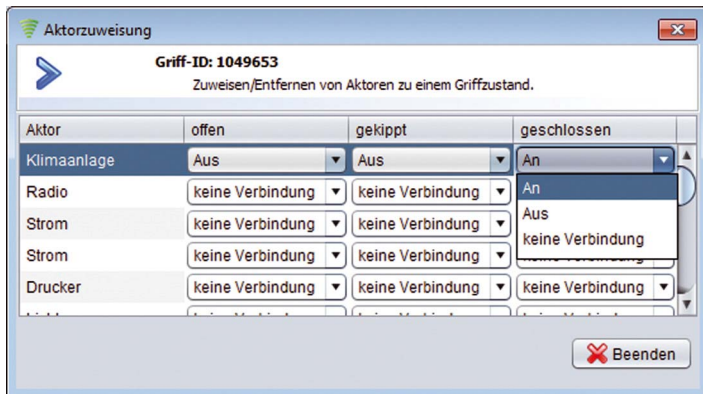 Aktorzuweisung
Griff-ID: 1049653
Zuweisen/Entfernen von Aktoren zu einem Griffzustand.
Aktor offen gekippt geschlossen
Klimaanlage Aus Aus An
Radio keine Verbindung keine Verbindung An
Strom keine Verbindung keine Verbindung Aus
Strom keine Verbindung keine Verbindung keine Verbindung
Drucker keine Verbindung keine Verbindung keine Verbindung
Beenden